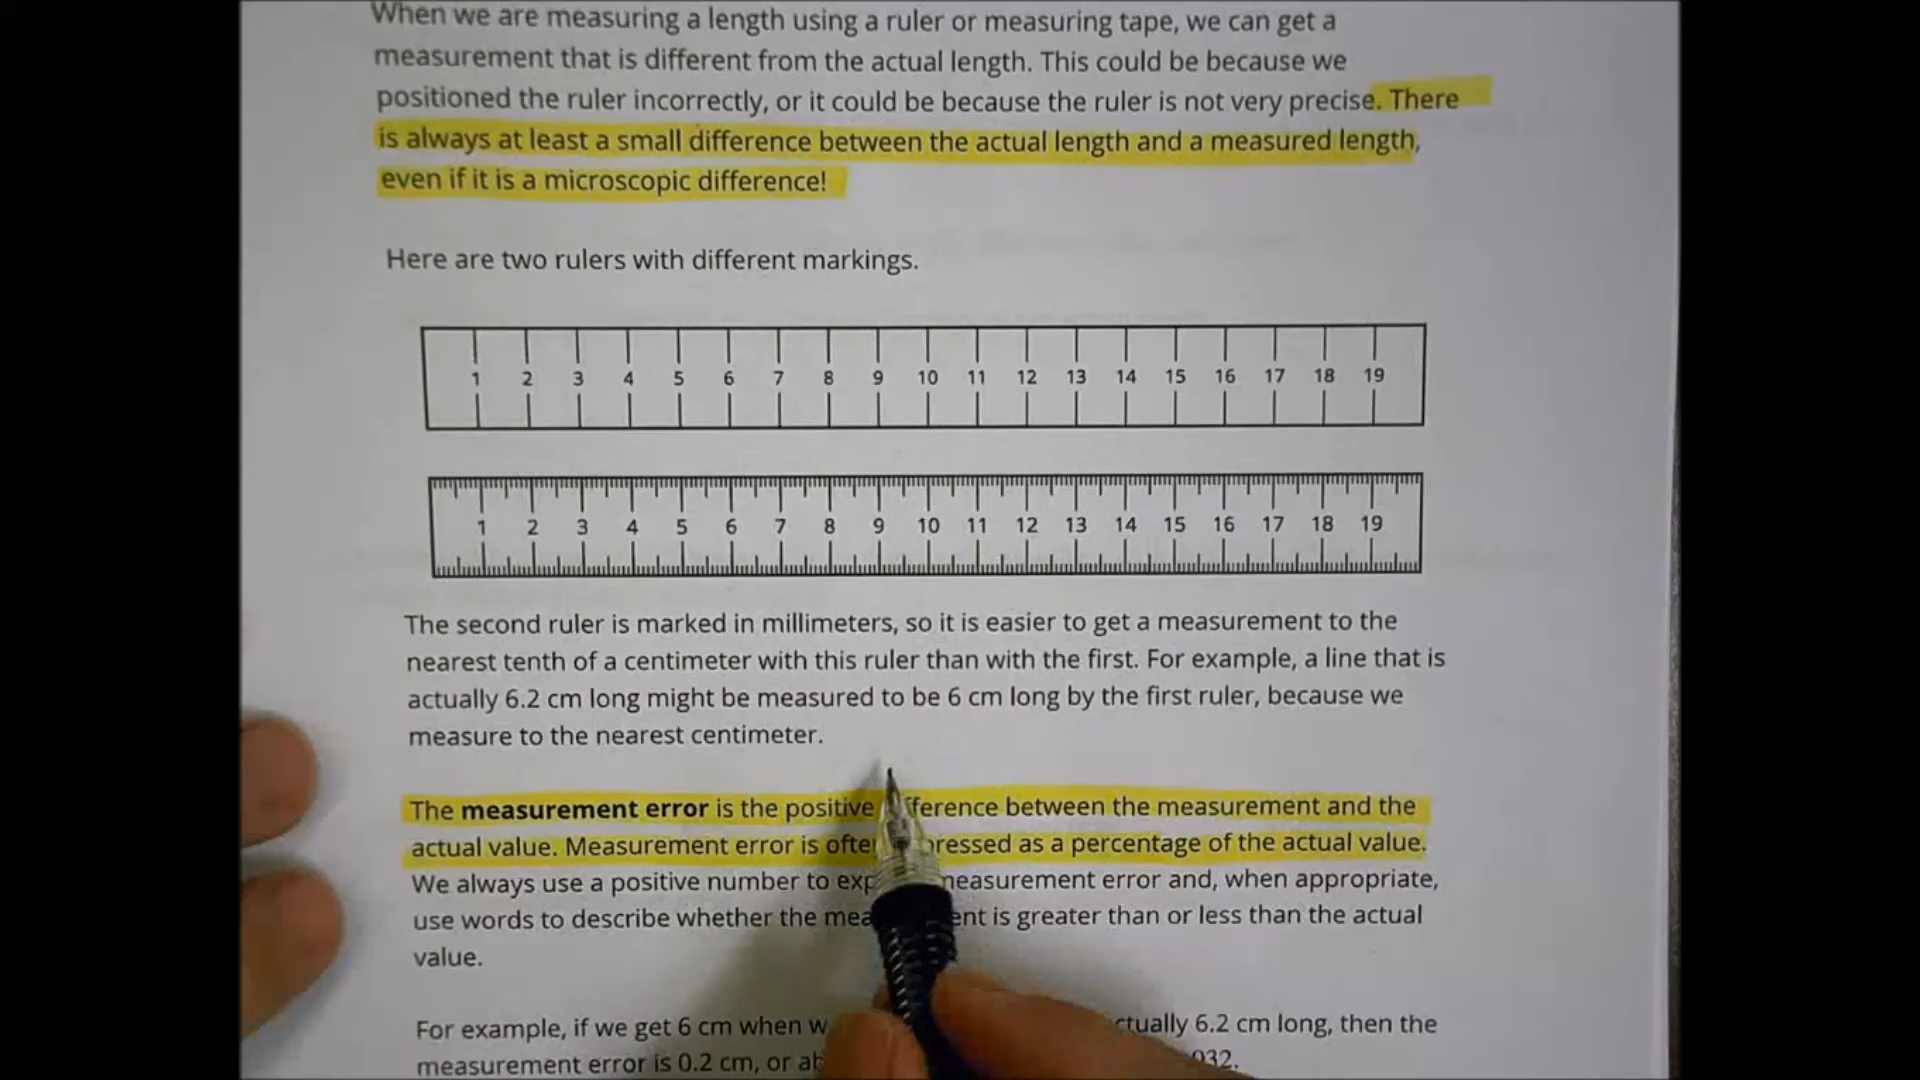 When we are measuring a length using a ruler or measuring tape, we can get a
measurement that is different from the actual length. This could be because we
positioned the ruler incorrectly, or it could be because the ruler is not very precise. There
is always at least a small difference between the actual length and a measured length,
even if it is a microscopic difference!
Here are two rulers with different markings.
1 2 3 4 5 6 7 8 9 10 11 12 13 14 15 16 17 18 19
1 2 3 4 5 6 7 8 9 10 11 12 13 14 15 16 17 18 19
The second ruler is marked in millimeters, so it is easier to get a measurement to the
nearest tenth of a centimeter with this ruler than with the first. For example, a line that is
actually 6.2 cm long might be measured to be 6 cm long by the first ruler, because we
measure to the nearest centimeter.
The measurement error is the positive between the measurement and the
actual value. Measurement error is as a percentage of the actual value.
We always use a positive number to measurement error and, when appropriate,
use words to describe whether the is greater than or less than the actual
value.
For example, if we get 6 cm when 6.2 cm long, then the
measurement error is 0.2 cm, or